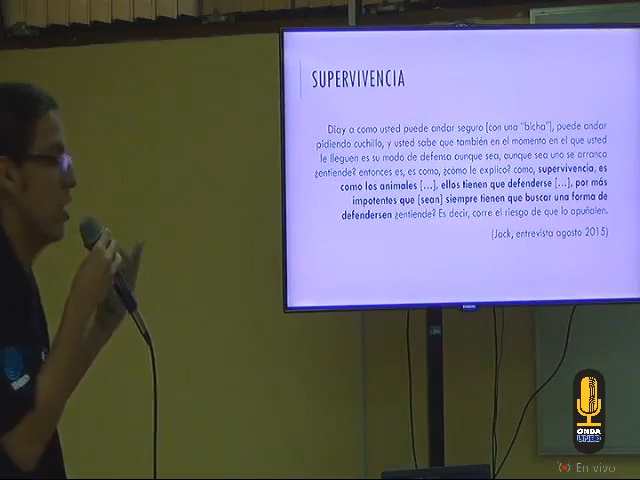 SUPERVIVENCIA
Diay a como usted puede andar seguro [con una "bicha"], puede andar
pidiendo cuchillo, y usted sabe que también en el momento en el que usted
le lleguen es su modo de defensa aunque sea, aunque sea uno se arranca
¿entiende? entonces es, es como, ¿cómo le explico? como, supervivencia, es
como los animales [...], ellos tienen que defenderse [...], por más
impotentes que [sean] siempre tienen que buscar una forma de
defendersen ¿entiende? Es decir, corre el riesgo de que lo apuñalen.
(Jack, entrevista agosto 2015)
SAMSUNG
ONDA
UNED
En vivo